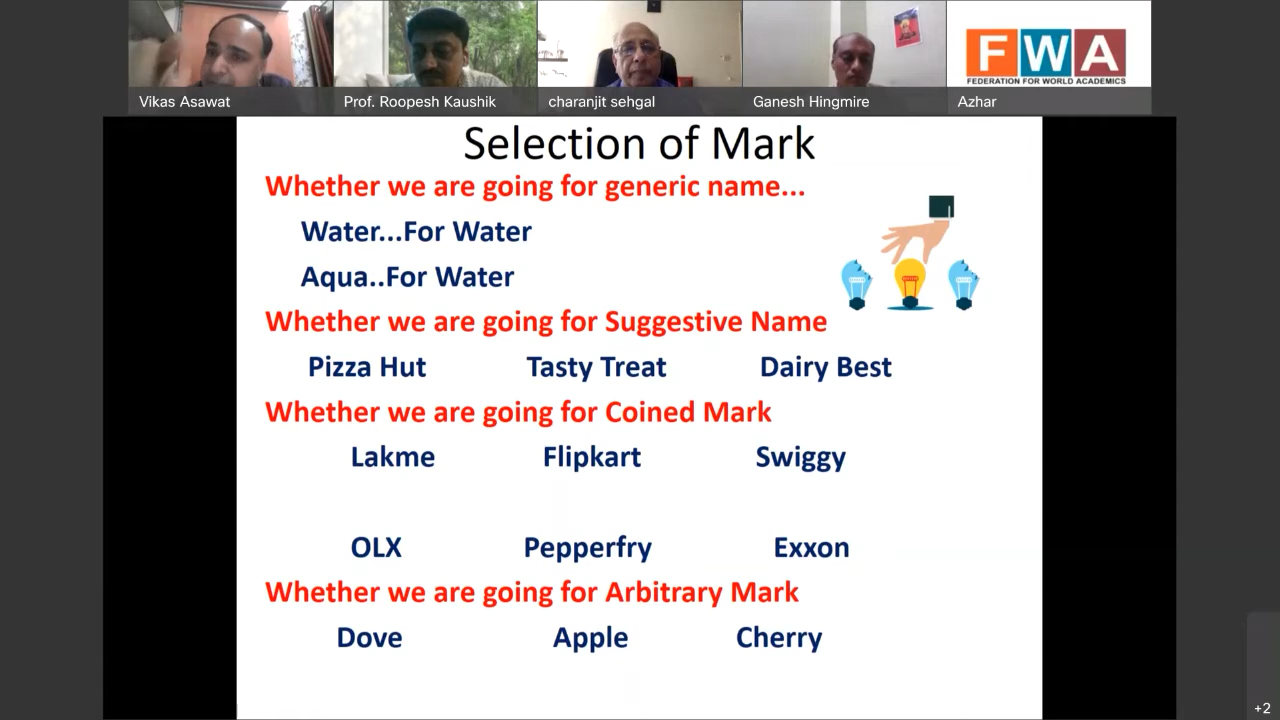 FWA
FEDERATION FOR WORLD ACADEMICS
Vikas Asawat
Prof. Roopesh Kaushik
charanjit sehgal
Ganesh Hingmire
Azhar
Selection of Mark
Whether we are going for generic name...
Water...For Water
Aqua..For Water
Whether we are going for Suggestive Name
Pizza Hut Tasty Treat Dairy Best
Whether we are going for Coined Mark
Lakme Flipkart Swiggy
OLX Pepperfry Exxon
Whether we are going for Arbitrary Mark
Dove Apple Cherry
+2